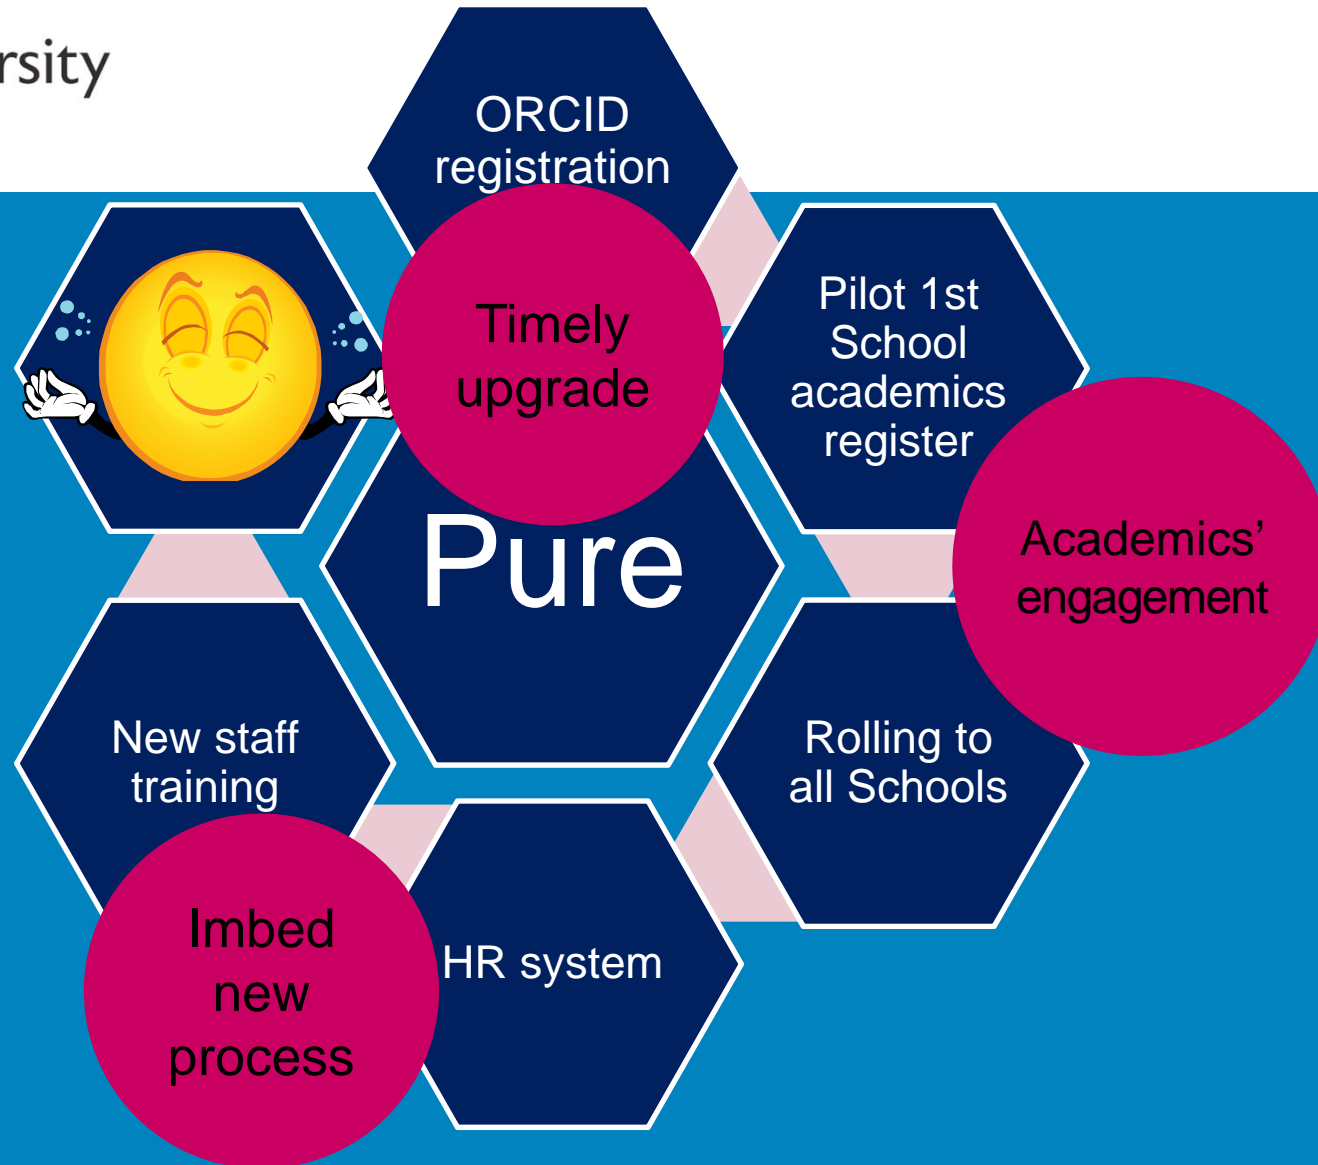 rsity
ORCID
registration
Timely
upgrade
Pilot 1st
School
academics
register
Academics’
engagement
Pure
New staff
training
Rolling to
all Schools
Imbed
new
process
HR system